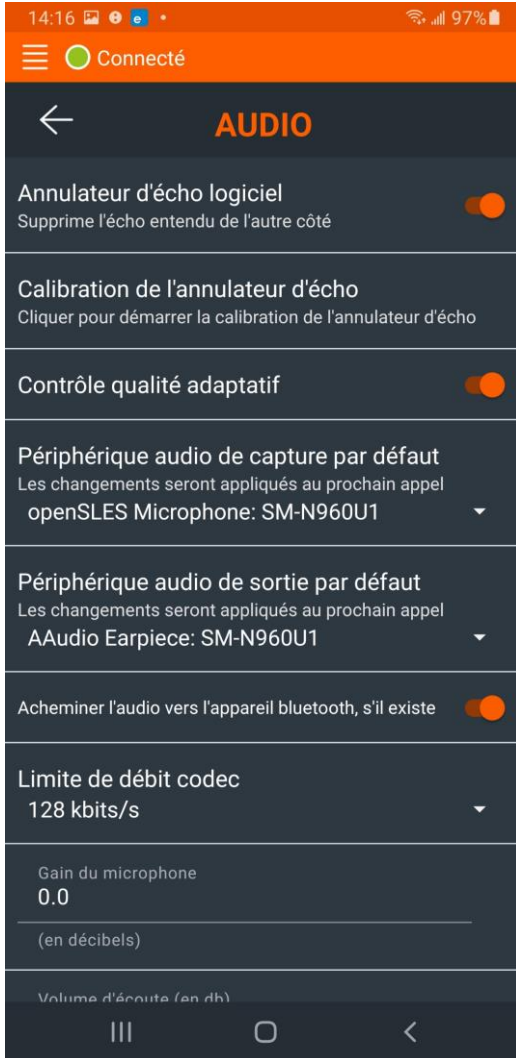 14:16 97%
Connecté
AUDIO
Annulateur d'écho logiciel
Supprime l'écho entendu de l'autre côté
Calibration de l'annulateur d'écho
Cliquer pour démarrer la calibration de l'annulateur d'écho
Contrôle qualité adaptatif
Périphérique audio de capture par défaut
Les changements seront appliqués au prochain appel
openSLES Microphone: SM-N960U1
Périphérique audio de sortie par défaut
Les changements seront appliqués au prochain appel
AAudio Earpiece: SM-N960U1
Acheminer l'audio vers l'appareil bluetooth, s'il existe
Limite de débit codec
128 kbits/s
Gain du microphone
0.0
(en décibels)
Volume d'écoute (en db)